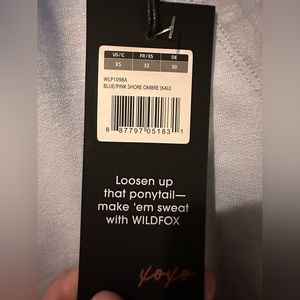 US / C FR / ES DE
XS 32 30
WLP1098A
BLUE/PINK SHORE OMBRE (X4U)
8 87797 05183 1
Loosen up
that ponytail—
make 'em sweat
with WILDFOX
xoxo